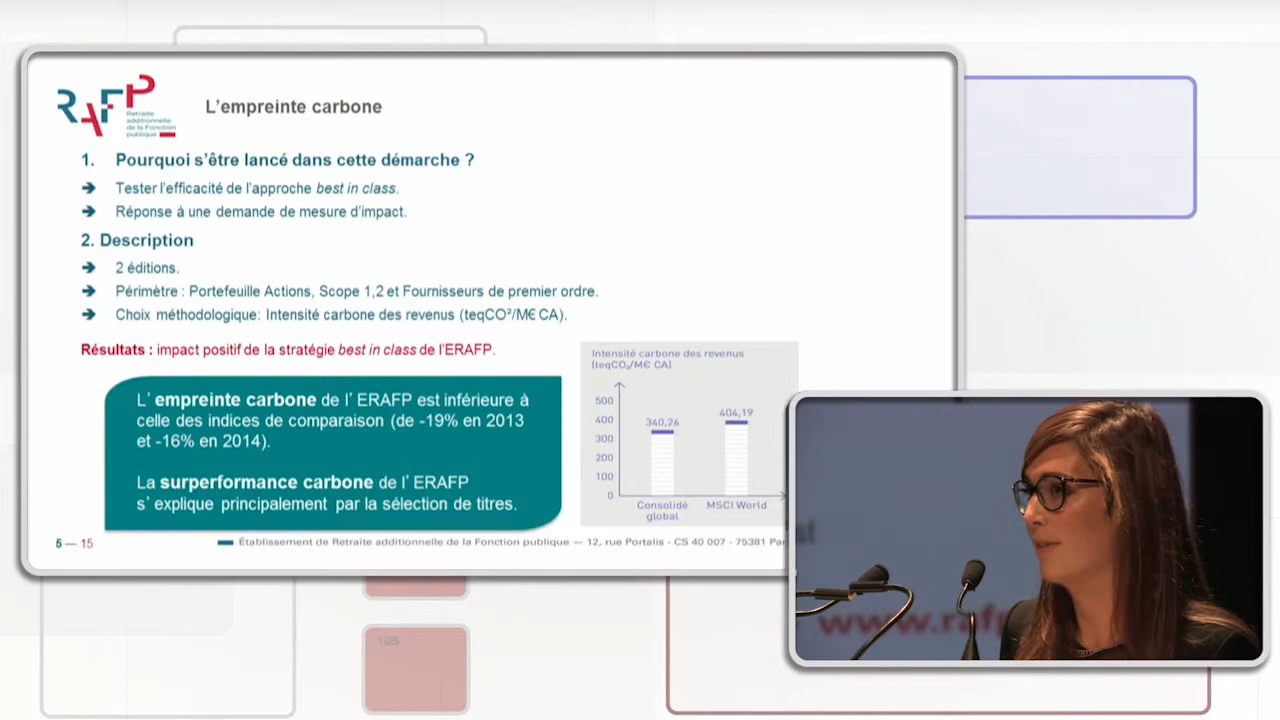 RAFP
Retraite
additionnelle
de la Fonction
publique
L'empreinte carbone
1. Pourquoi s'être lancé dans cette démarche ?
➔ Tester l'efficacité de l'approche best in class.
➔ Réponse à une demande de mesure d'impact.
2. Description
➔ 2 éditions.
➔ Périmètre : Portefeuille Actions, Scope 1,2 et Fournisseurs de premier ordre.
➔ Choix méthodologique: Intensité carbone des revenus (teqCO²/M€ CA).
Résultats : impact positif de la stratégie best in class de l'ERAFP.
L' empreinte carbone de l' ERAFP est inférieure à
celle des indices de comparaison (de -19% en 2013
et -16% en 2014).
La surperformance carbone de l' ERAFP
s' explique principalement par la sélection de titres.
Intensité carbone des revenus
(teqCO₂/M€ CA)
500
400
300
200
100
0
340,26
404,19
Consolidé
global
MSCI World
5 — 15
Établissement de Retraite additionnelle de la Fonction publique — 12, rue Portalis - CS 40 007 - 75381 Par
st
www.rafp